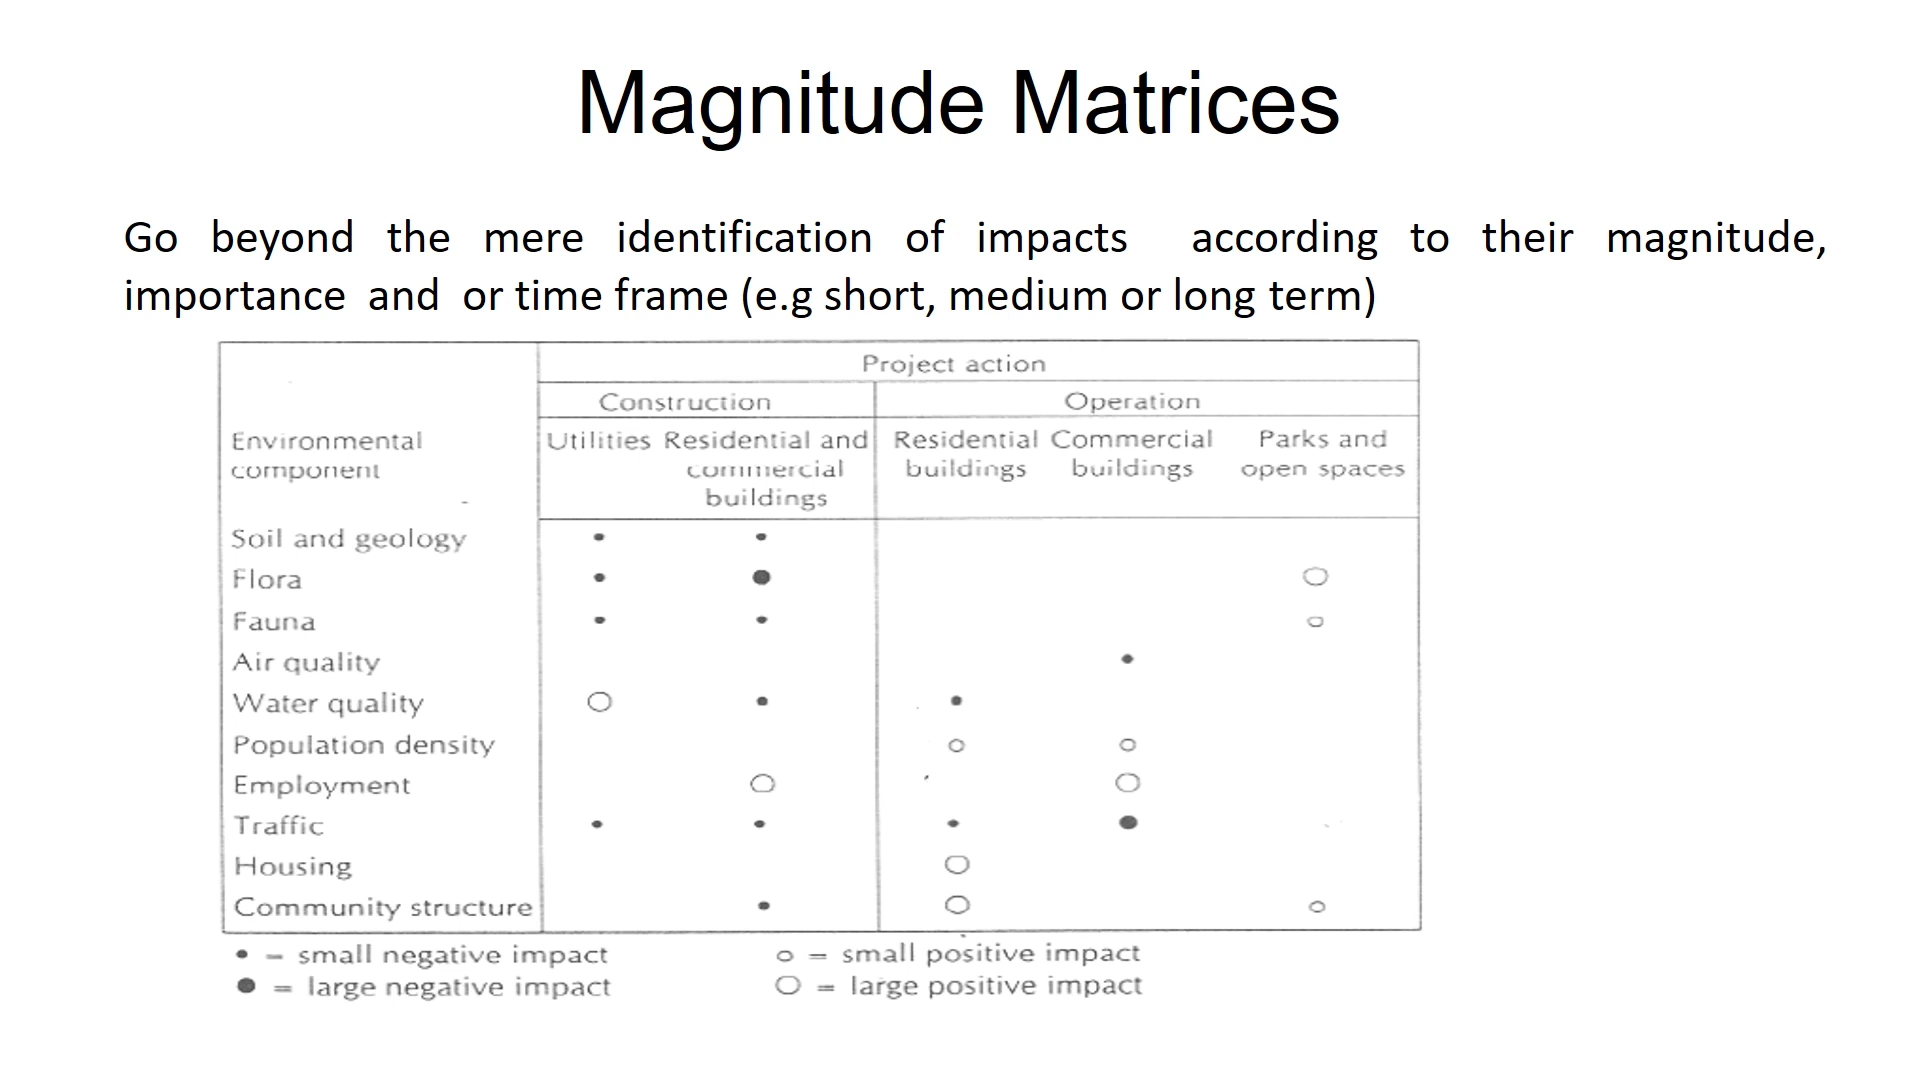 Magnitude Matrices
Go beyond the mere identification of impacts according to their magnitude,
importance and or time frame (e.g short, medium or long term)
Project action
Construction Operation
Environmental component
Utilities
Residential and commercial buildings
Residential buildings
Commercial buildings
Parks and open spaces
Soil and geology
Flora
Fauna
Air quality
Water quality
Population density
Employment
Traffic
Housing
Community structure
• = small negative impact
○ = small positive impact
● = large negative impact
◯ = large positive impact